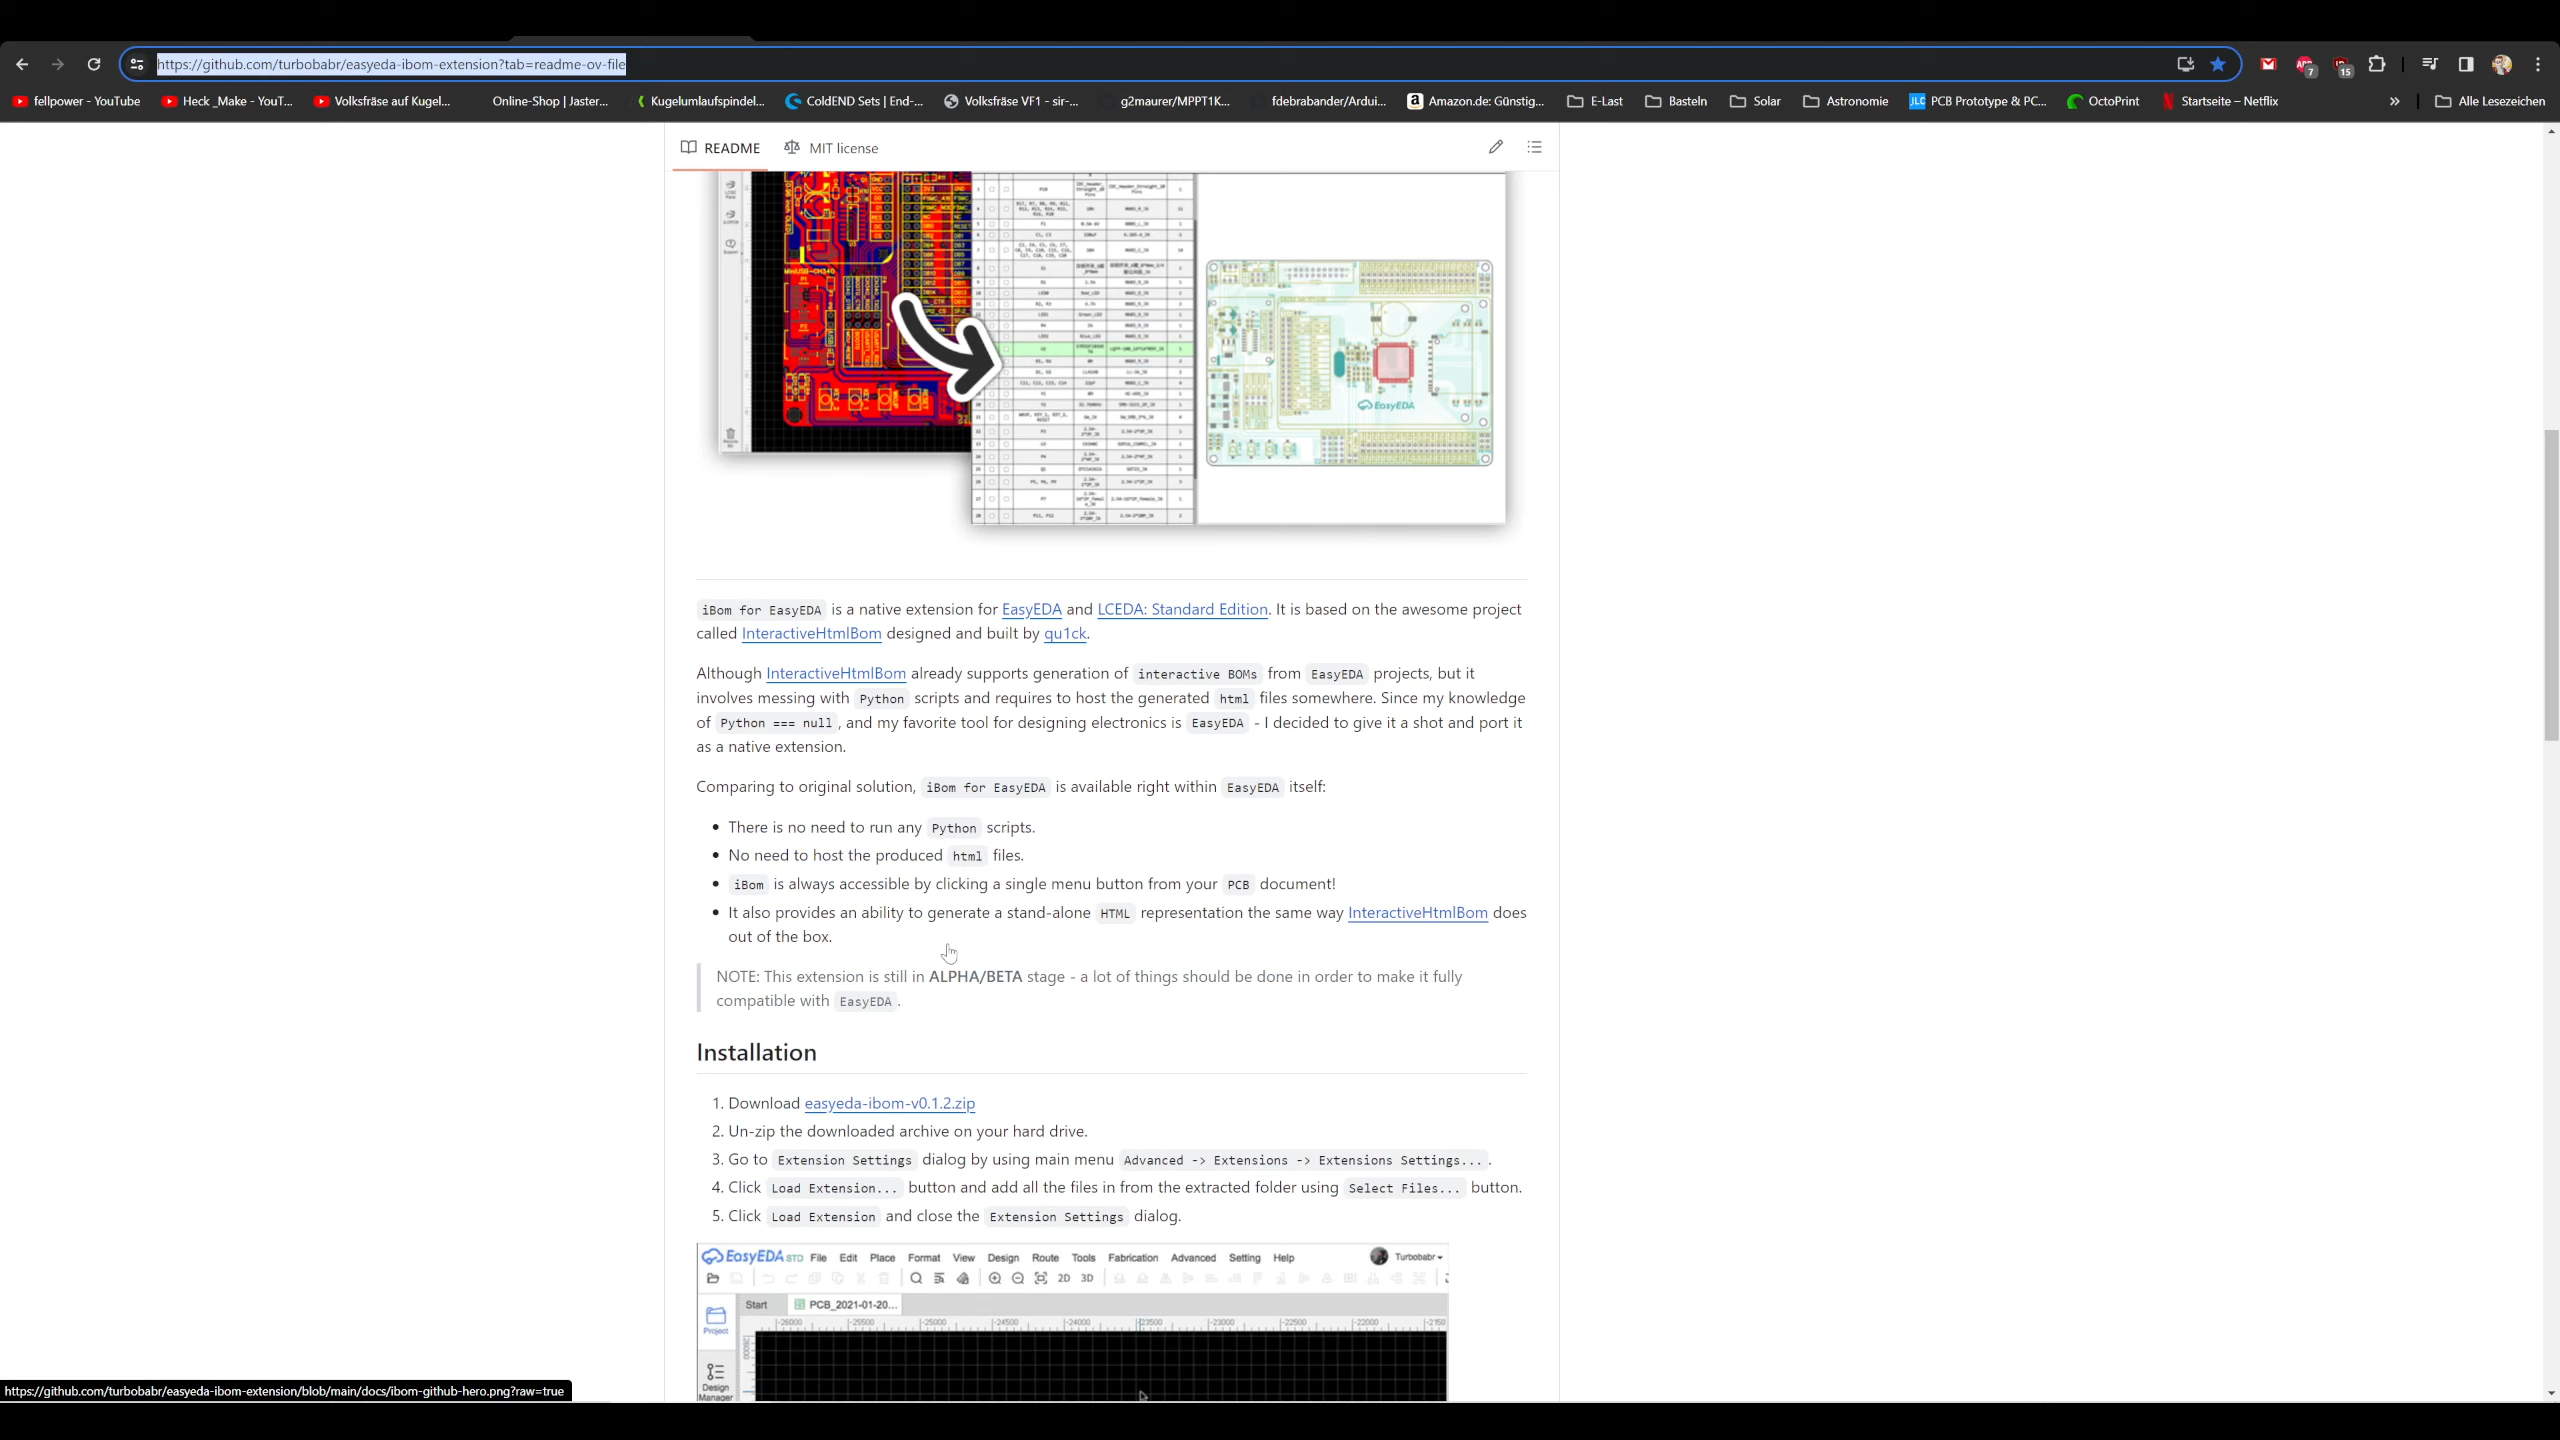 https://github.com/turbobabr/easyeda-ibom-extension?tab=readme-ov-file
7
15
fellpower - YouTube
Heck _Make - YouT...
Volksfräse auf Kugel...
Online-Shop | Jaster...
Kugelumlaufspindel...
ColdEND Sets | End-...
Volksfräse VF1 - sir-...
g2maurer/MPPT1K...
fdebrabander/Ardui...
Amazon.de: Günstig...
E-Last
Basteln
Solar
Astronomie
JLC PCB Prototype & PC...
OctoPrint
Startseite – Netflix
»
Alle Lesezeichen
README
MIT license
EasyEDA
iBom for EasyEDA is a native extension for EasyEDA and LCEDA: Standard Edition. It is based on the awesome project
called InteractiveHtmlBom designed and built by qu1ck.
Although InteractiveHtmlBom already supports generation of interactive BOMs from EasyEDA projects, but it
involves messing with Python scripts and requires to host the generated html files somewhere. Since my knowledge
of Python === null, and my favorite tool for designing electronics is EasyEDA - I decided to give it a shot and port it
as a native extension.
Comparing to original solution, iBom for EasyEDA is available right within EasyEDA itself:
• There is no need to run any Python scripts.
• No need to host the produced html files.
• iBom is always accessible by clicking a single menu button from your PCB document!
• It also provides an ability to generate a stand-alone HTML representation the same way InteractiveHtmlBom does
out of the box.
NOTE: This extension is still in ALPHA/BETA stage - a lot of things should be done in order to make it fully
compatible with EasyEDA.
Installation
1. Download easyeda-ibom-v0.1.2.zip
2. Un-zip the downloaded archive on your hard drive.
3. Go to Extension Settings dialog by using main menu Advanced -> Extensions -> Extensions Settings....
4. Click Load Extension... button and add all the files in from the extracted folder using Select Files... button.
5. Click Load Extension and close the Extension Settings dialog.
EasyEDA STD File Edit Place Format View Design Route Tools Fabrication Advanced Setting Help Turbobabr
2D 3D
Start PCB_2021-01-20...
Project
-26000 -25500 -25000 -24500 -24000 -23500 -23000 -22500 -22000
Design
Manager
https://github.com/turbobabr/easyeda-ibom-extension/blob/main/docs/ibom-github-hero.png?raw=true